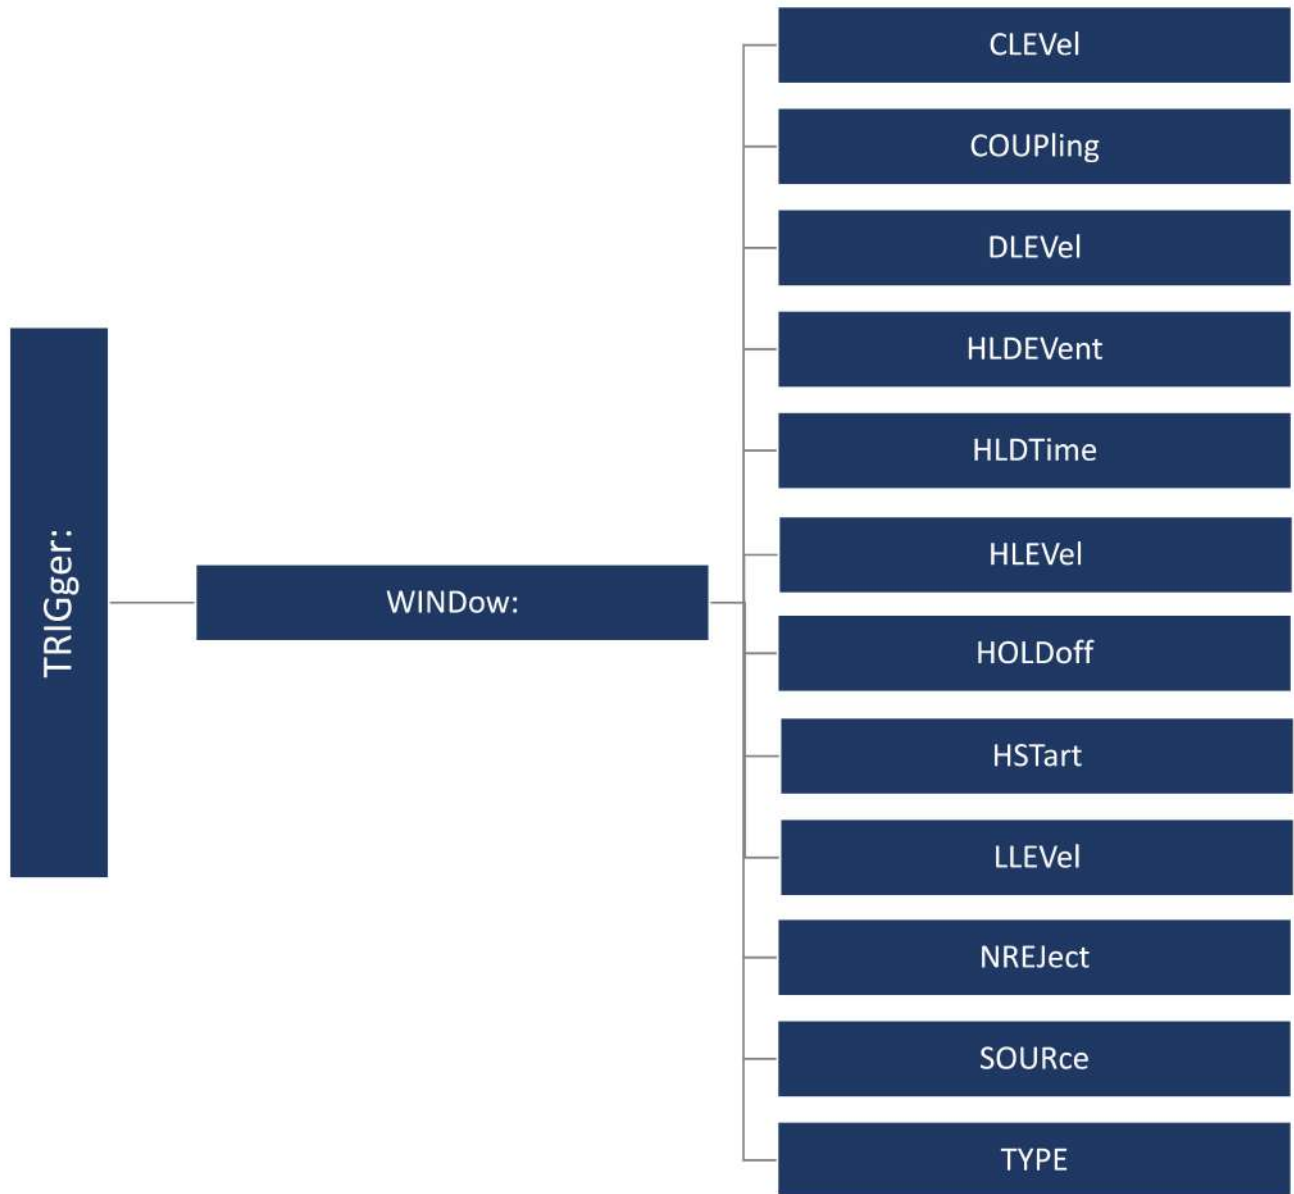 TRIGger:
WINDow:
CLEVel
COUPling
DLEVel
HLDEVent
HLDTime
HLEVel
HOLDoff
HSTart
LLEVel
NREJect
SOURce
TYPE